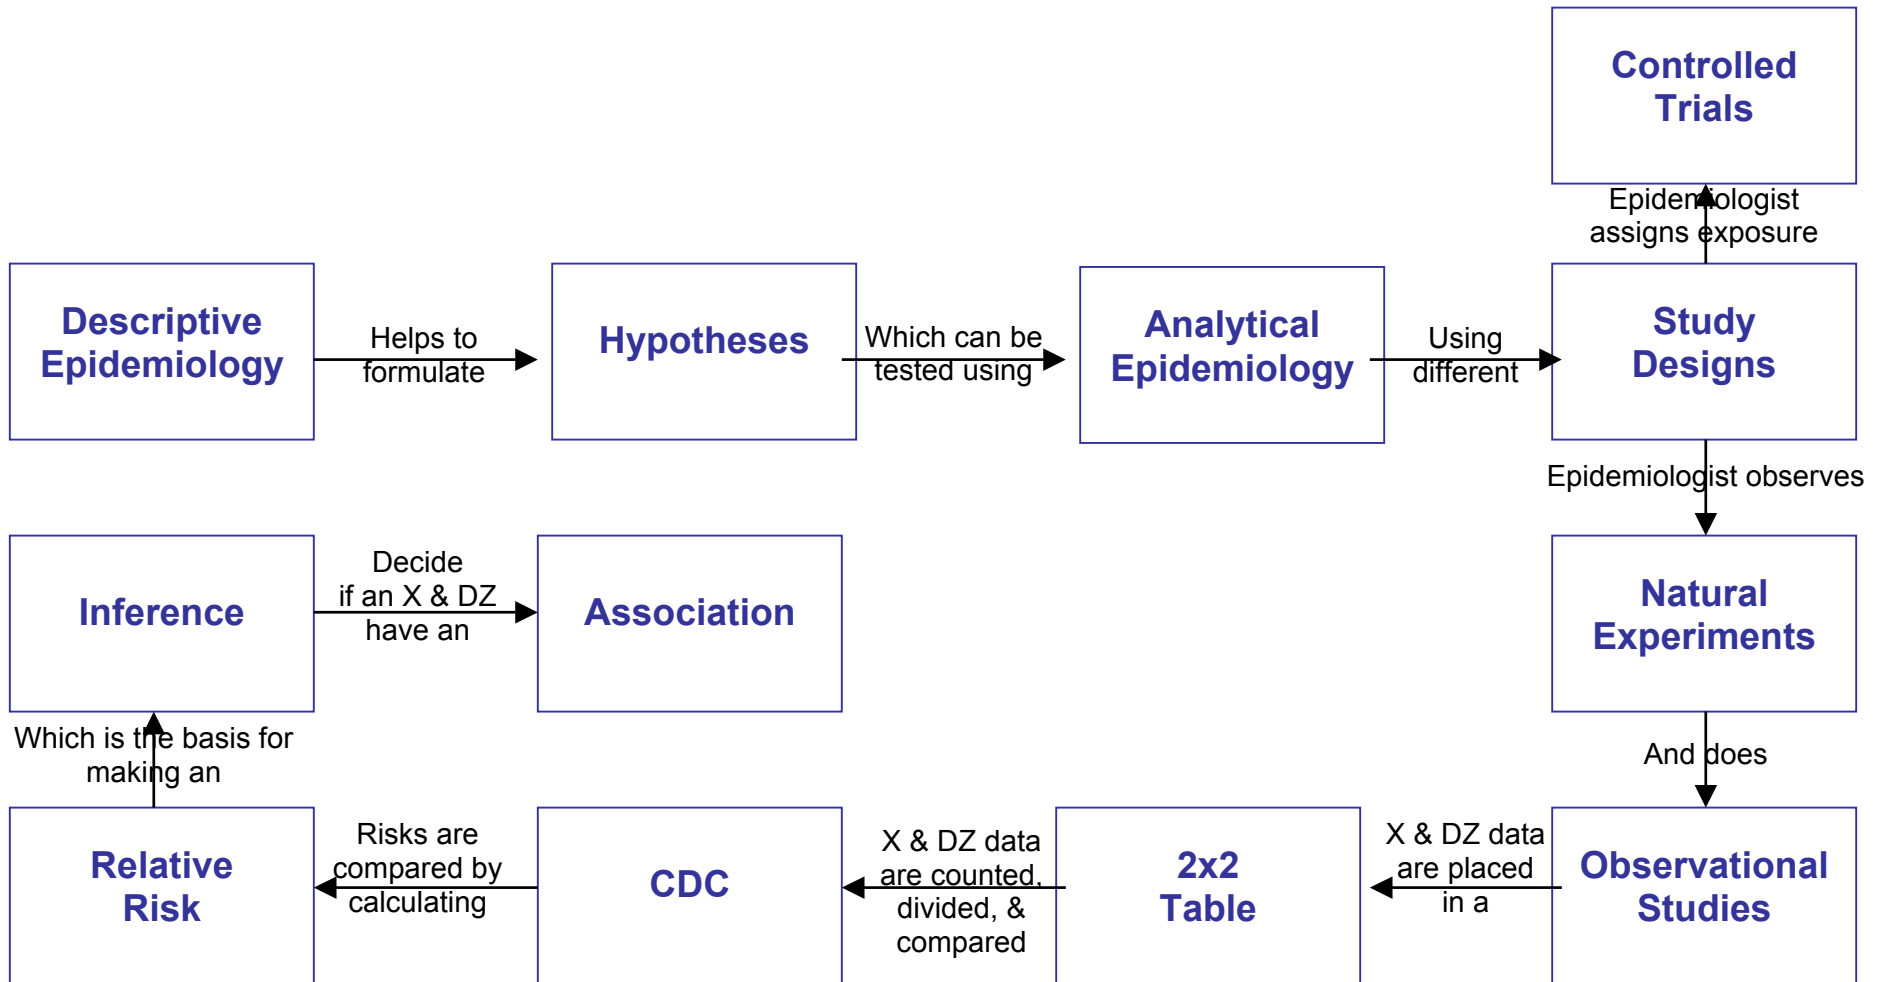 Controlled
Trials
Epidemiologist
assigns exposure
Descriptive
Epidemiology
Helps to
formulate
Hypotheses
Which can be
tested using
Analytical
Epidemiology
Using
different
Study
Designs
Epidemiologist observes
Natural
Experiments
And does
Observational
Studies
X & DZ data
are placed
in a
2x2
Table
X & DZ data
are counted,
divided, &
compared
CDC
Risks are
compared by
calculating
Relative
Risk
Which is the basis for
making an
Inference
Decide
if an X & DZ
have an
Association